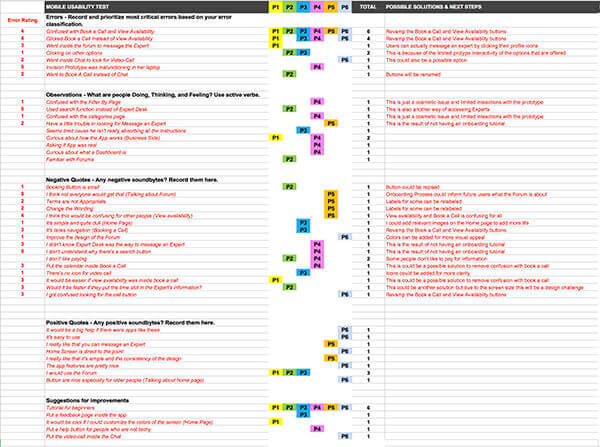 MOBILE USABILITY TEST P1 P2 P3 P4 P5 P6 TOTAL POSSIBLE SOLUTIONS & NEXT STEPS
Error Rating Errors - Record and prioritize most critical errors based on your error classification.
4 Confused with Book a Call and View Availability P1 P2 P3 P4 P5 P6 6 Revamp the Book a Call and View Availability buttons
4 Clicked Book a Call instead of View Availability P1 P2 P3 P4 4 Revamp the Book a Call and View Availability buttons
3 Went inside the forum to message the Expert P1 1 Users can actually message an expert by clicking their profile icons
Clicking on other options P2 P3 2 This is because of the limited prototype interactivity of the options that are offered
2 Went inside Chat to look for Video-Call P6 1 This could also be a possible option
Invision Prototype was malfunctioning in her laptop P4 1
2 Want to Book A Call instead of Chat P2 1 Buttons will be renamed
Observations - What are people Doing, Thinking, and Feeling? Use active verbs.
1 Confused with the Filter By Page P4 1 This is just a cosmetic issue and limited interactions with the prototype
Used search function instead of Expert Desk P2 1 This is also another way of accessing Experts
1 Confused with the categories page P4 1 This is just a cosmetic issue and limited interactions with the prototype
2 Have a little trouble in looking for Message an Expert P5 1 This is the result of not having an onboarding tutorial
Seems tired cause he isn't really absorbing all the instructions P3 1
Curious about how the App works (Business Side) P1 P4 2
Asking if App was real P4 1
Curious about what a Dashboard is P4 1
Familiar with Forums P2 1
Negative Quotes - Any negative soundbytes? Record them here.
1 Booking Button is small P2 1 Button could be resized
I think not everyone would get that (Talking about Forum) P5 1 Onboarding Process could inform future users what the Forum is about
2 Terms are not Appropriate P5 1 Labels for some can be relabeled
Change the Wording P5 1 Labels for some can be relabeled
4 I think this would be confusing for other people (View availability) P5 1 View availability and Book a Call is confusing for all
It's simple and quite dull (Home Page) P3 1 I could add relevant images on the Home page to add more life
It's lacks navigation (Booking a Call) P3 1 Revamp the Book a Call and View Availability buttons
1 Improve the design of the Forum P6 1 Colors can be added for more visual appeal
3 I didn't know Expert Desk was the way to message an Expert P4 1 This is the result of not having an onboarding tutorial
I don't understand why there's a search button P4 1 This is the result of not having an onboarding tutorial
I don't like paying P2 P4 2 Some people don't like to pay for information
Put the calendar inside Book a Call P4 1 This could be a possible solution to remove confusion with book a call
There's no icon for video call P3 1 Icons could be added for more clarity
It would be easier if view availability was inside book a call P1 1 This could be a possible solution to remove confusion with book a call
Would it be faster if they put the time slot in the Expert's information? P2 1 This could be another solution but due to the screen size this will be a design challenge
3 I got confused looking for the call button P6 1 Revamp the Book a Call and View Availability buttons
Positive Quotes - Any positive soundbytes? Record them here.
It would be a big help if there were apps like these P6 1
It's easy to use P6 1
I really like that you can message an Expert P5 1
Home Screen is direct to the point P6 1
I really like that it's simple and the consistency of the design P5 1
The app features are pretty nice P6 1
I would use the Forum P1 P2 P3 3
Button are nice especially for older people (Talking about home page) P6 1
Suggestions for Improvements
Tutorial for beginners P1 P2 P3 P4 P5 P6 6
Put a feedback page inside the app P3 1
It would be cool if I could customize the colors of the screen (Home Page) P1 1
Put a help button for people who are not techy P4 1
Put the video-call inside the Chat P6 1